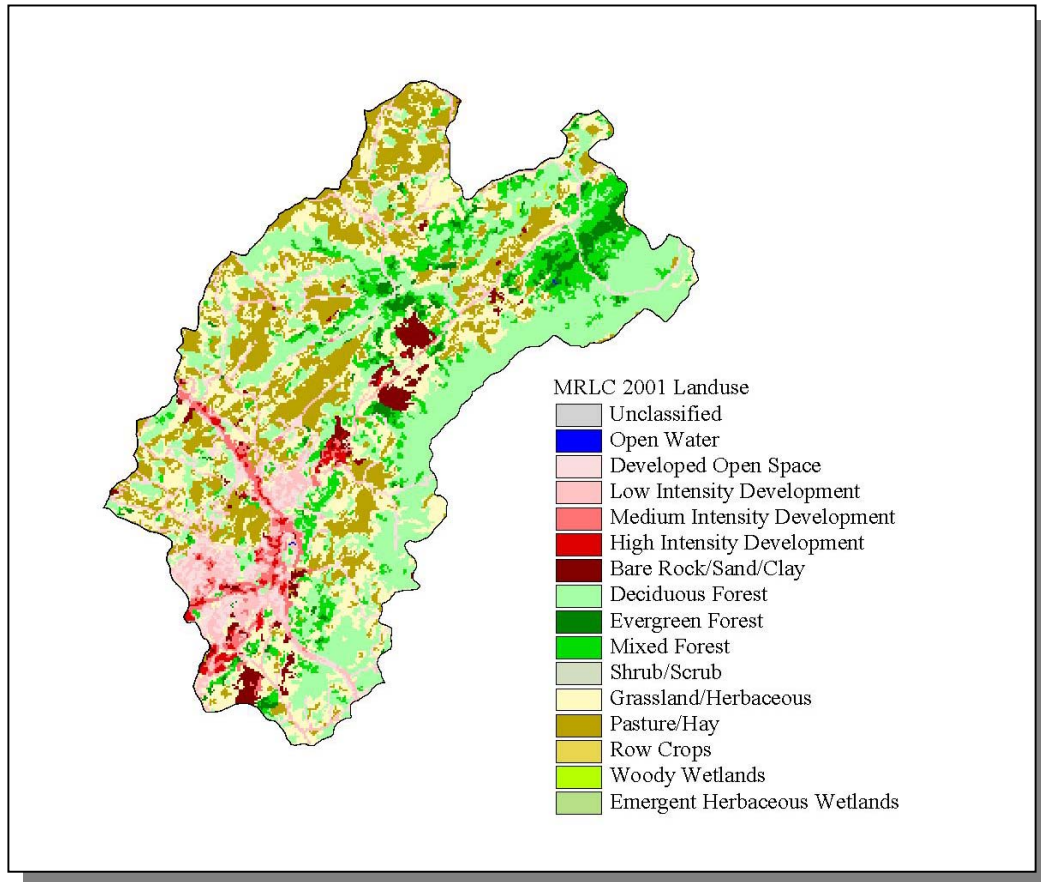 MRLC 2001 Landuse
Unclassified
Open Water
Developed Open Space
Low Intensity Development
Medium Intensity Development
High Intensity Development
Bare Rock/Sand/Clay
Deciduous Forest
Evergreen Forest
Mixed Forest
Shrub/Scrub
Grassland/Herbaceous
Pasture/Hay
Row Crops
Woody Wetlands
Emergent Herbaceous Wetlands